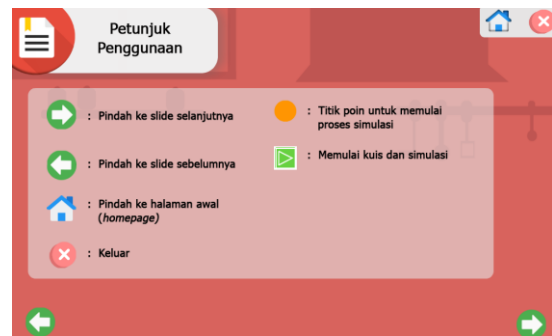 Petunjuk
Penggunaan
: Pindah ke slide selanjutnya
: Pindah ke slide sebelumnya
: Pindah ke halaman awal
(homepage)
: Keluar
: Titik poin untuk memulai
proses simulasi
: Memulai kuis dan simulasi